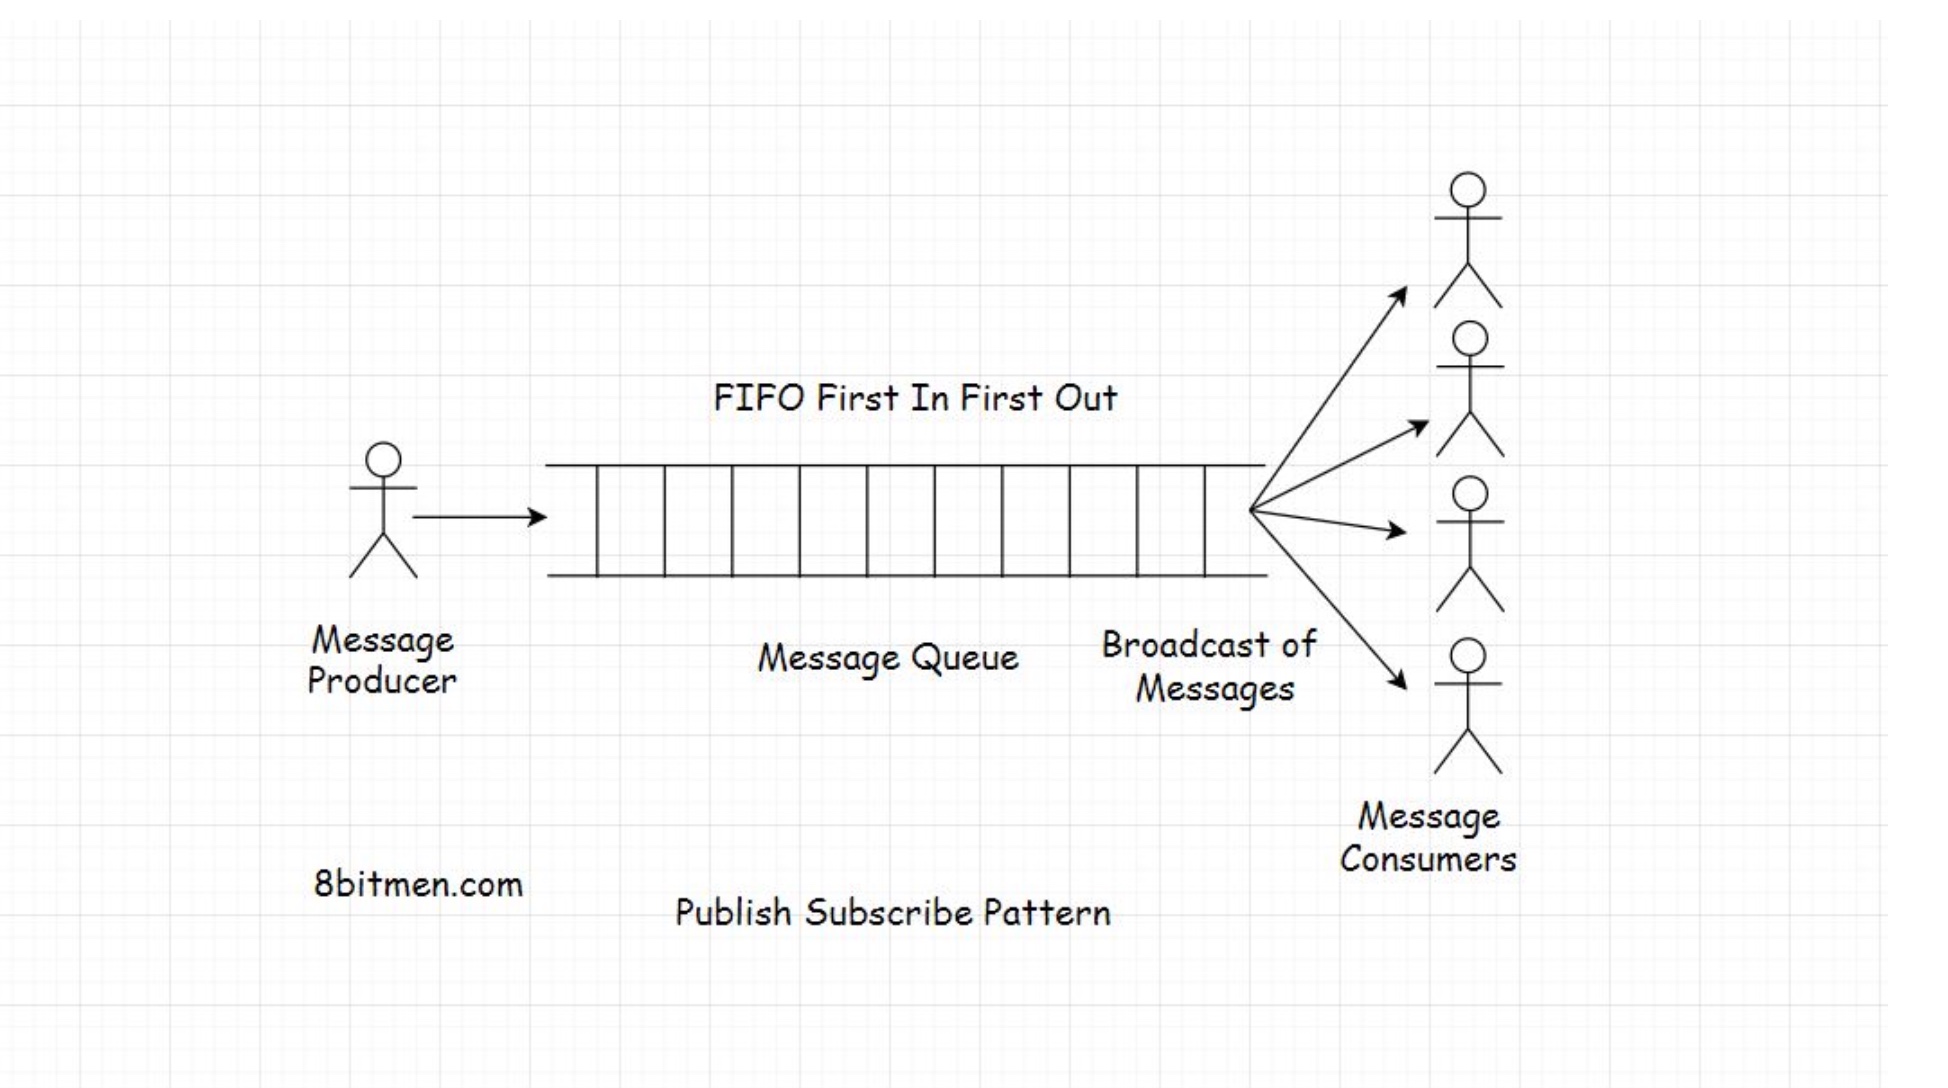 FIFO First In First Out
Message
Producer
Message Queue
Broadcast of
Messages
Message
Consumers
8bitmen.com
Publish Subscribe Pattern